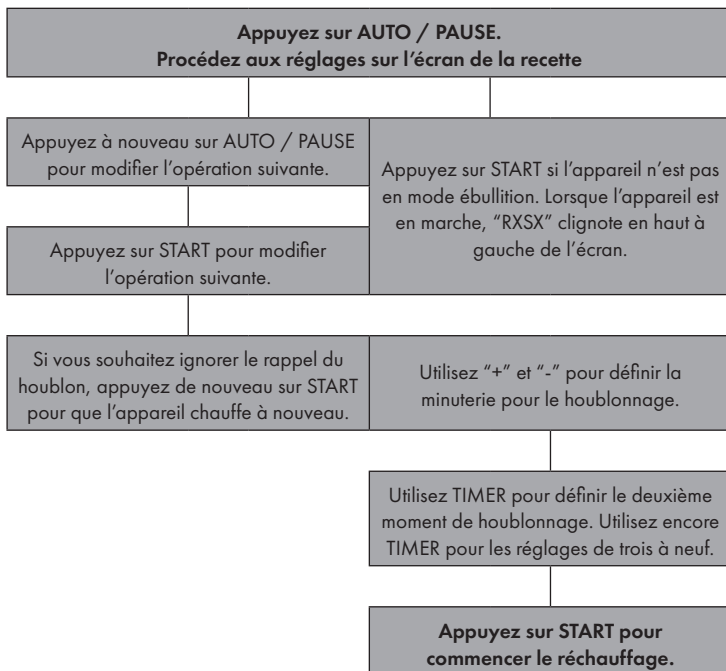 Appuyez sur AUTO / PAUSE.
Procédez aux réglages sur l’écran de la recette
Appuyez à nouveau sur AUTO / PAUSE
pour modifier l’opération suivante.
Appuyez sur START si l’appareil n’est pas
en mode ébullition. Lorsque l’appareil est
en marche, “RXSX” clignote en haut à
gauche de l’écran.
Appuyez sur START pour modifier
l’opération suivante.
Si vous souhaitez ignorer le rappel du
houblon, appuyez de nouveau sur START
pour que l’appareil chauffe à nouveau.
Utilisez “+” et “-” pour définir la
minuterie pour le houblonnage.
Utilisez TIMER pour définir le deuxième
moment de houblonnage. Utilisez encore
TIMER pour les réglages de trois à neuf.
Appuyez sur START pour
commencer le réchauffage.